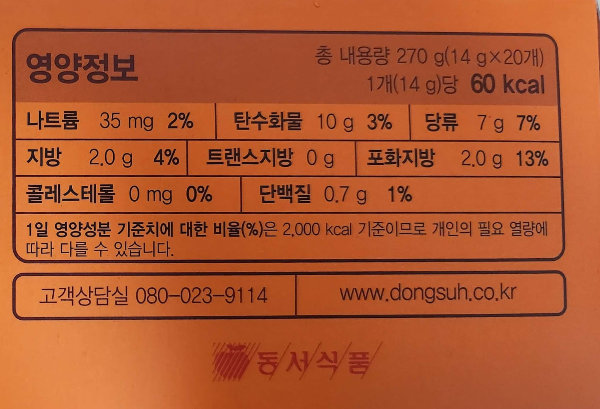 영양정보
총 내용량 270 g(14 g×20개)
1개(14 g)당 60 kcal
나트륨 35 mg 2% 탄수화물 10 g 3% 당류 7 g 7%
지방 2.0 g 4% 트랜스지방 0 g 포화지방 2.0 g 13%
콜레스테롤 0 mg 0% 단백질 0.7 g 1%
1일 영양성분 기준치에 대한 비율(%)은 2,000 kcal 기준이므로 개인의 필요 열량에
따라 다를 수 있습니다.
고객상담실 080-023-9114 www.dongsuh.co.kr
동서식품